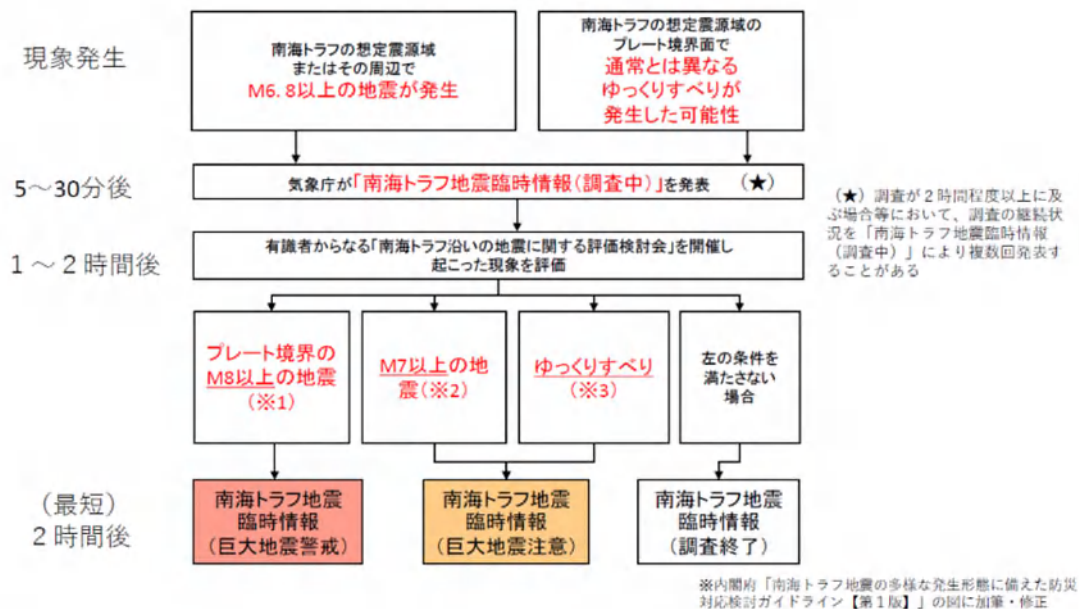 現象発生
南海トラフの想定震源域
またはその周辺で
M6.8以上の地震が発生
南海トラフの想定震源域の
プレート境界面で
通常とは異なる
ゆっくりすべりが
発生した可能性
5～30分後
気象庁が「南海トラフ地震臨時情報(調査中)」を発表　(★)
(★)調査が2時間程度以上に及
ぶ場合等において、調査の継続状
況を「南海トラフ地震臨時情報
(調査中)」により複数回発表す
ることがある
1～2時間後
有識者からなる「南海トラフ沿いの地震に関する評価検討会」を開催し
起こった現象を評価
プレート境界の
M8以上の地震
(※1)
M7以上の地
震(※2)
ゆっくりすべり
(※3)
左の条件を
満たさない
場合
(最短)
2時間後
南海トラフ地震
臨時情報
(巨大地震警戒)
南海トラフ地震
臨時情報
(巨大地震注意)
南海トラフ地震
臨時情報
(調査終了)
※内閣府「南海トラフ地震の多様な発生形態に備えた防災
対応検討ガイドライン【第1版】」の図に加筆・修正